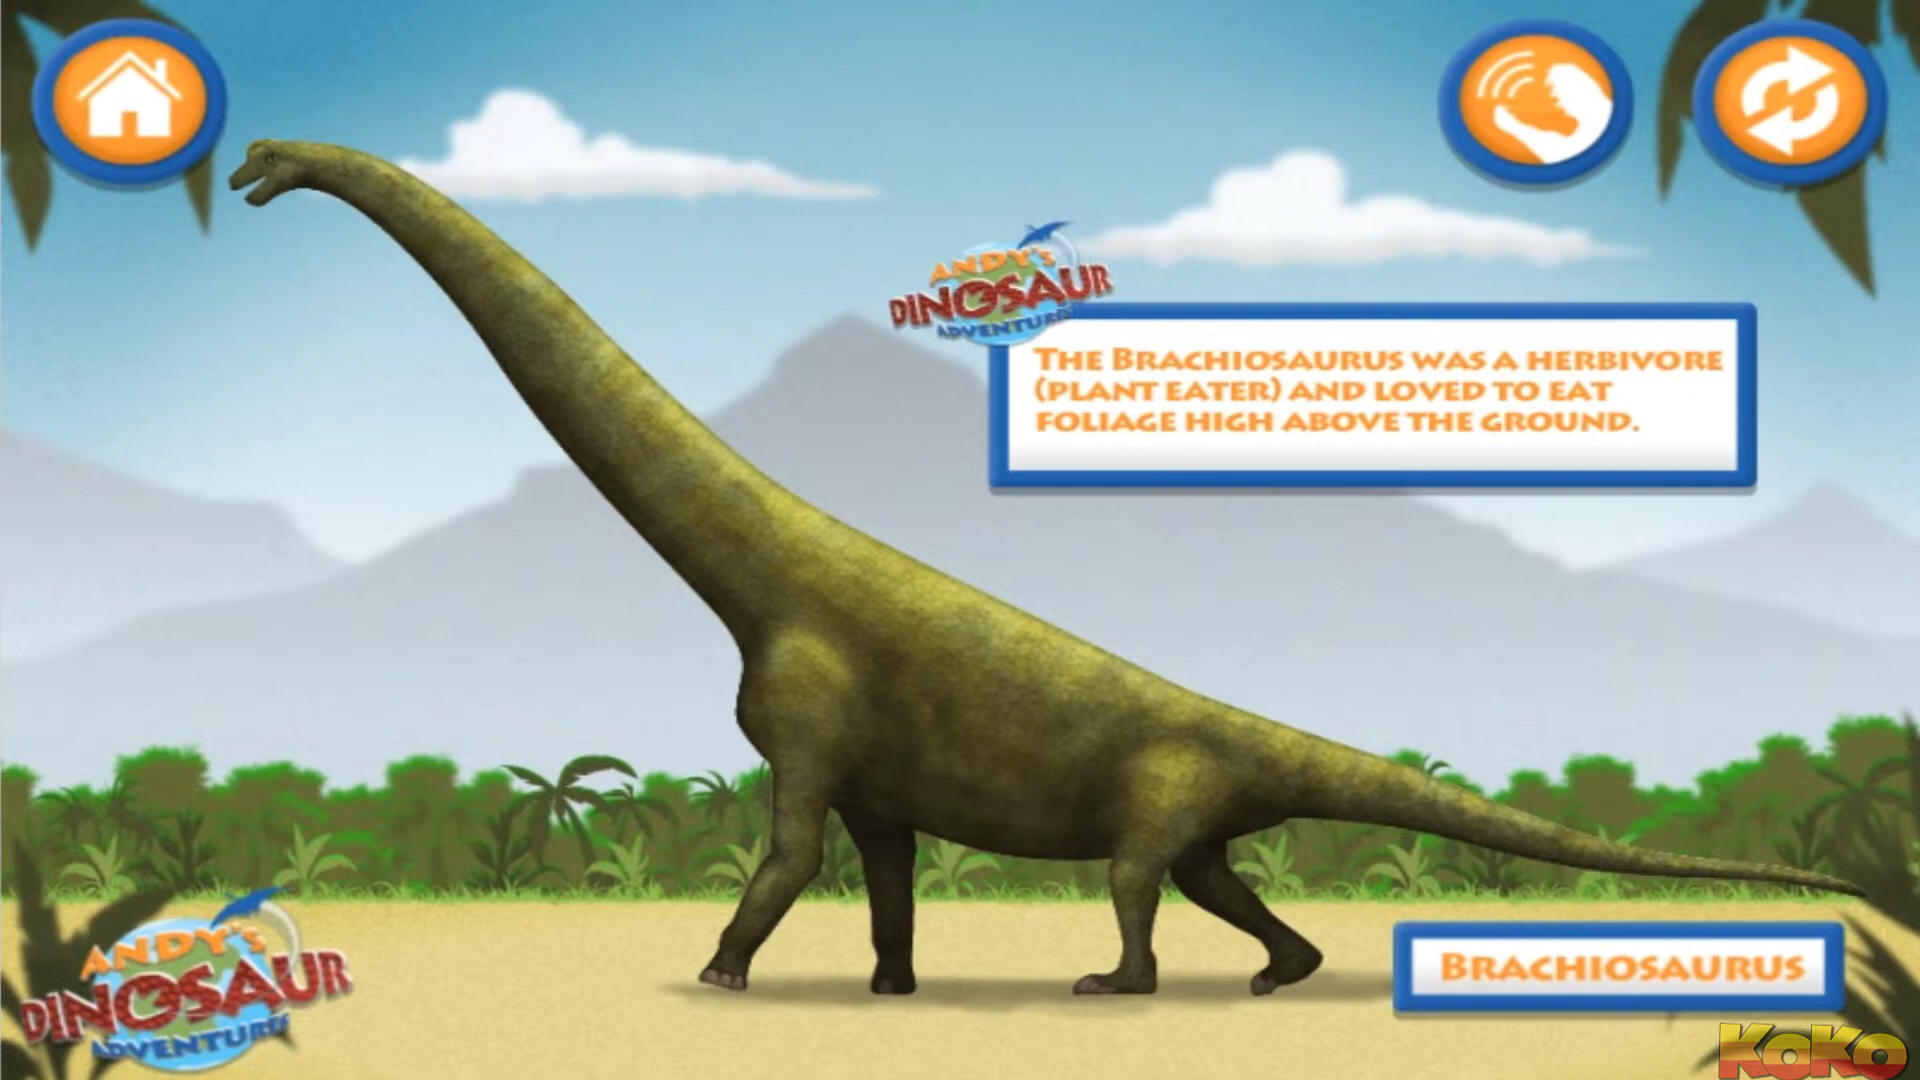 ANDY'S
DINOSAUR
ADVENTURES
THE BRACHIOSAURUS WAS A HERBIVORE
(PLANT EATER) AND LOVED TO EAT
FOLIAGE HIGH ABOVE THE GROUND.
ANDY'S
DINOSAUR
ADVENTURES
BRACHIOSAURUS
KOKO